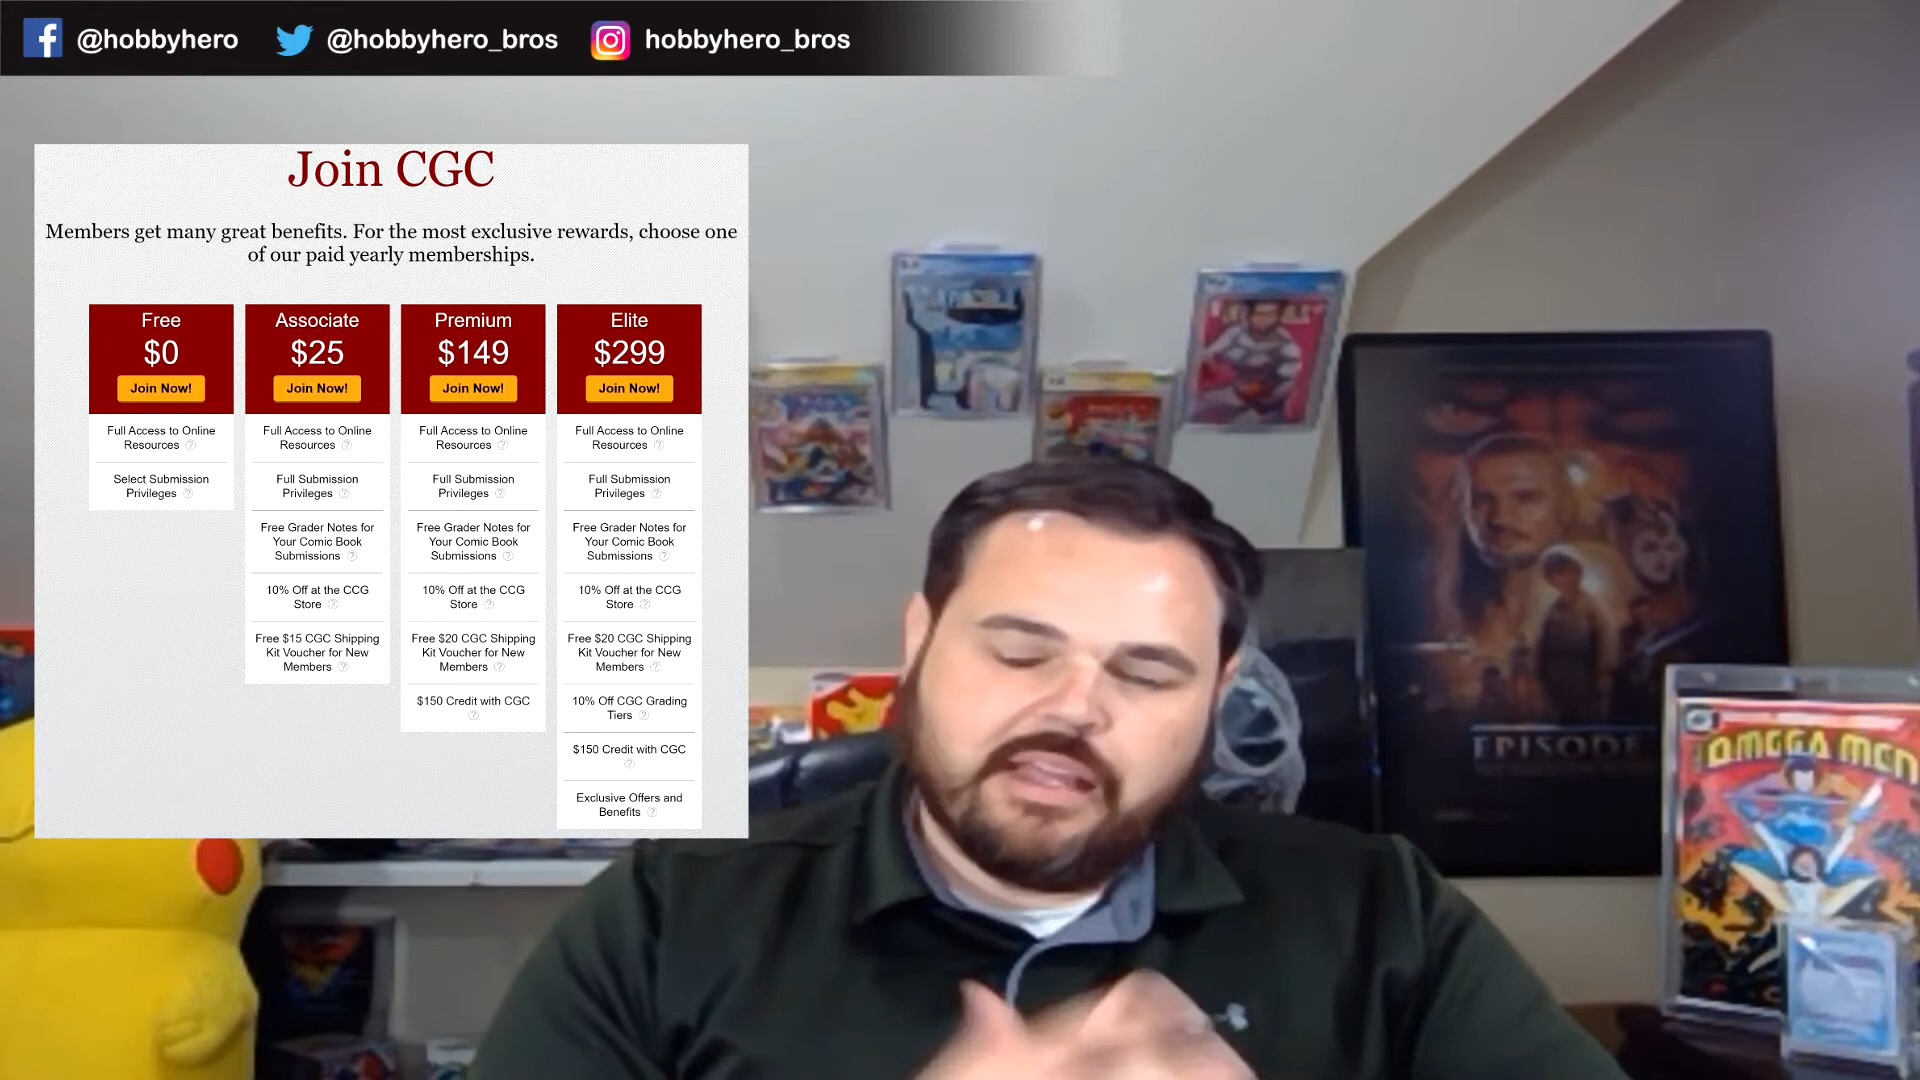 @hobbyhero @hobbyhero_bros hobbyhero_bros
Join CGC
Members get many great benefits. For the most exclusive rewards, choose one
of our paid yearly memberships.
Free
$0
Join Now!
Full Access to Online
Resources ?
Select Submission
Privileges ?
Associate
$25
Join Now!
Full Access to Online
Resources ?
Full Submission
Privileges ?
Free Grader Notes for
Your Comic Book
Submissions ?
10% Off at the CCG
Store ?
Free $15 CGC Shipping
Kit Voucher for New
Members ?
Premium
$149
Join Now!
Full Access to Online
Resources ?
Full Submission
Privileges ?
Free Grader Notes for
Your Comic Book
Submissions ?
10% Off at the CCG
Store ?
Free $20 CGC Shipping
Kit Voucher for New
Members ?
$150 Credit with CGC
?
Elite
$299
Join Now!
Full Access to Online
Resources ?
Full Submission
Privileges ?
Free Grader Notes for
Your Comic Book
Submissions ?
10% Off at the CCG
Store ?
Free $20 CGC Shipping
Kit Voucher for New
Members ?
10% Off CGC Grading
Tiers ?
$150 Credit with CGC
?
Exclusive Offers and
Benefits ?
EPISODE
OMEGA MEN